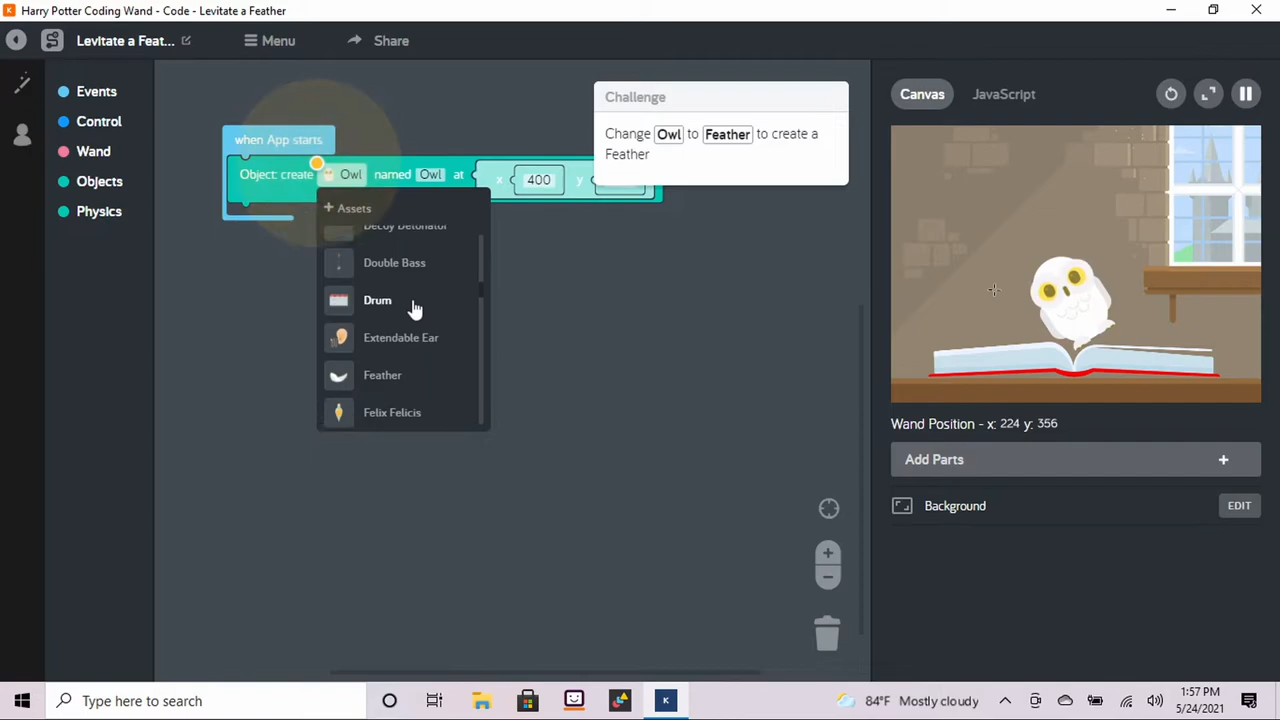 Harry Potter Coding Wand - Code - Levitate a Feather
Levitate a Feat...
Menu
Share
Events
Control
Wand
Objects
Physics
when App starts
Object: create Owl named Owl at x 400 y
+ Assets
Decoy Detonator
Double Bass
Drum
Extendable Ear
Feather
Felix Felicis
Challenge
Change Owl to Feather to create a
Feather
Canvas
JavaScript
Wand Position - x: 224 y: 356
Add Parts +
Background
EDIT
Type here to search
84°F Mostly cloudy
1:57 PM
5/24/2021